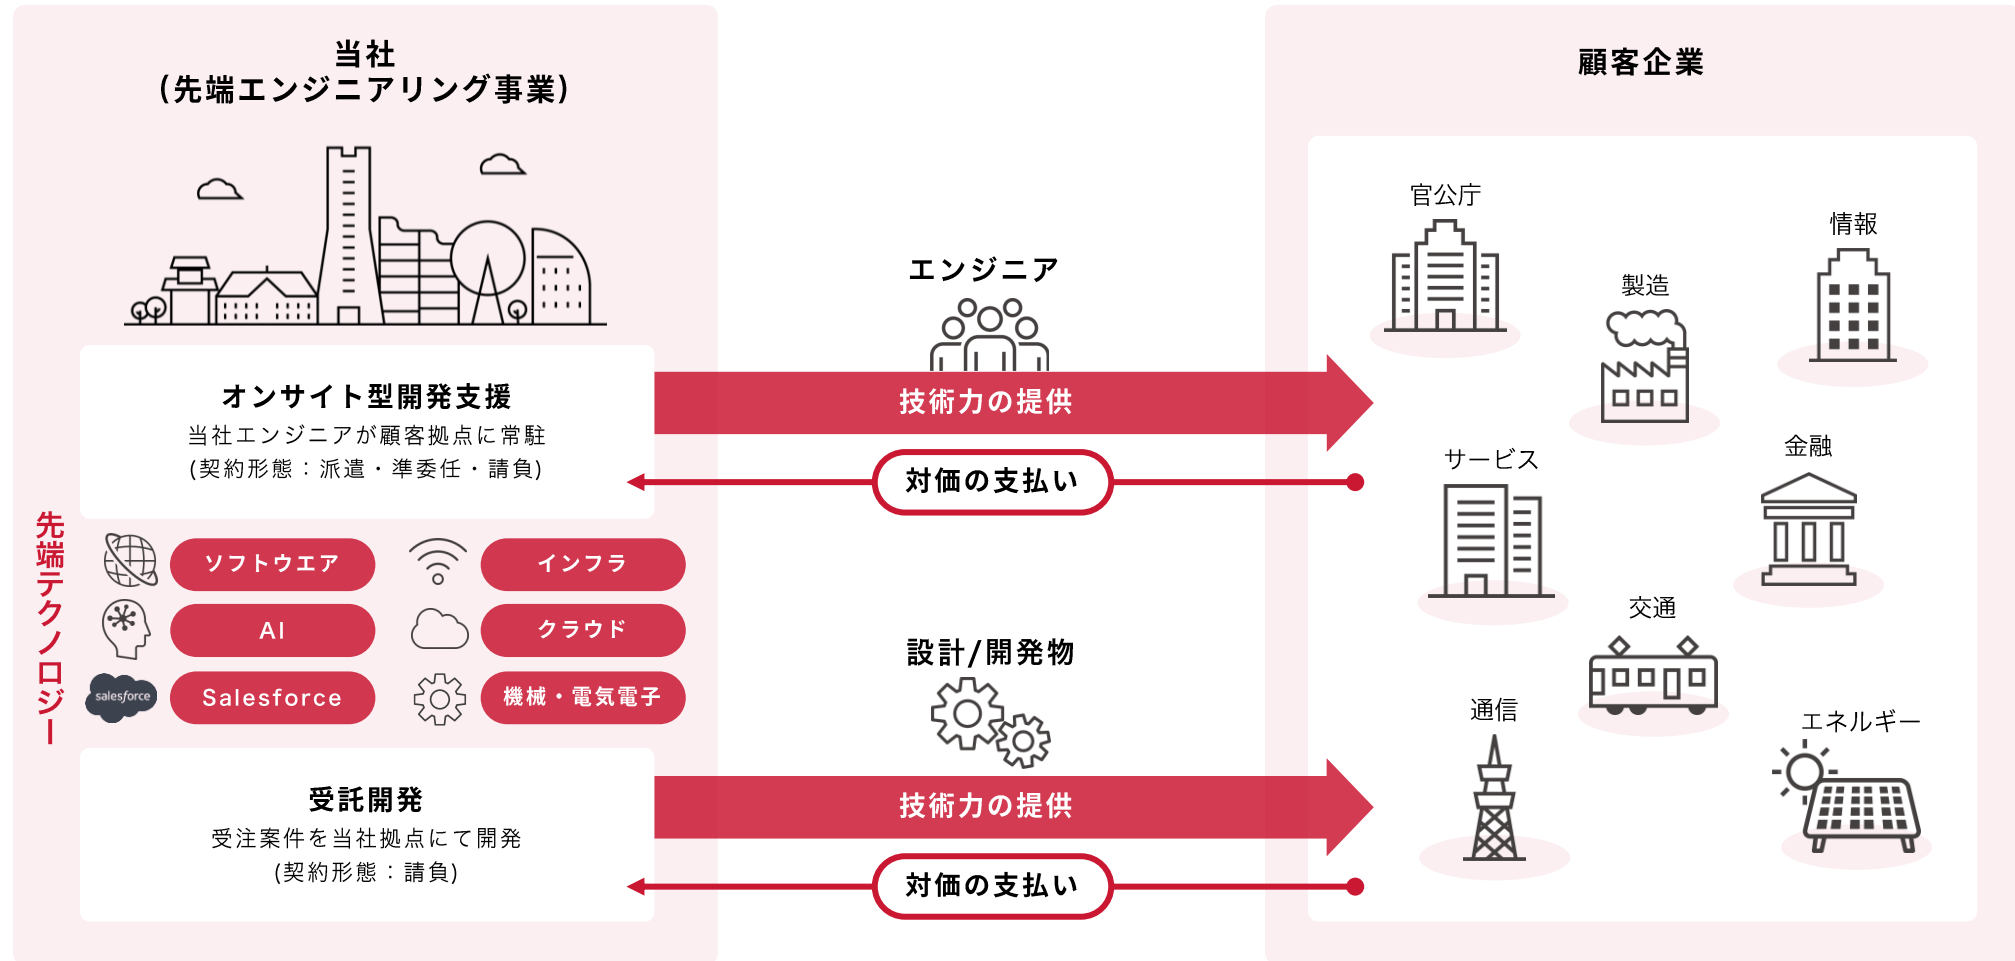 当社
(先端エンジニアリング事業)
オンサイト型開発支援
当社エンジニアが顧客拠点に常駐
(契約形態：派遣・準委任・請負)
先端テクノロジー
ソフトウエア
インフラ
AI
クラウド
salesforce
Salesforce
機械・電気電子
受託開発
受注案件を当社拠点にて開発
(契約形態：請負)
エンジニア
技術力の提供
対価の支払い
設計/開発物
技術力の提供
対価の支払い
顧客企業
官公庁
情報
製造
サービス
金融
交通
通信
エネルギー